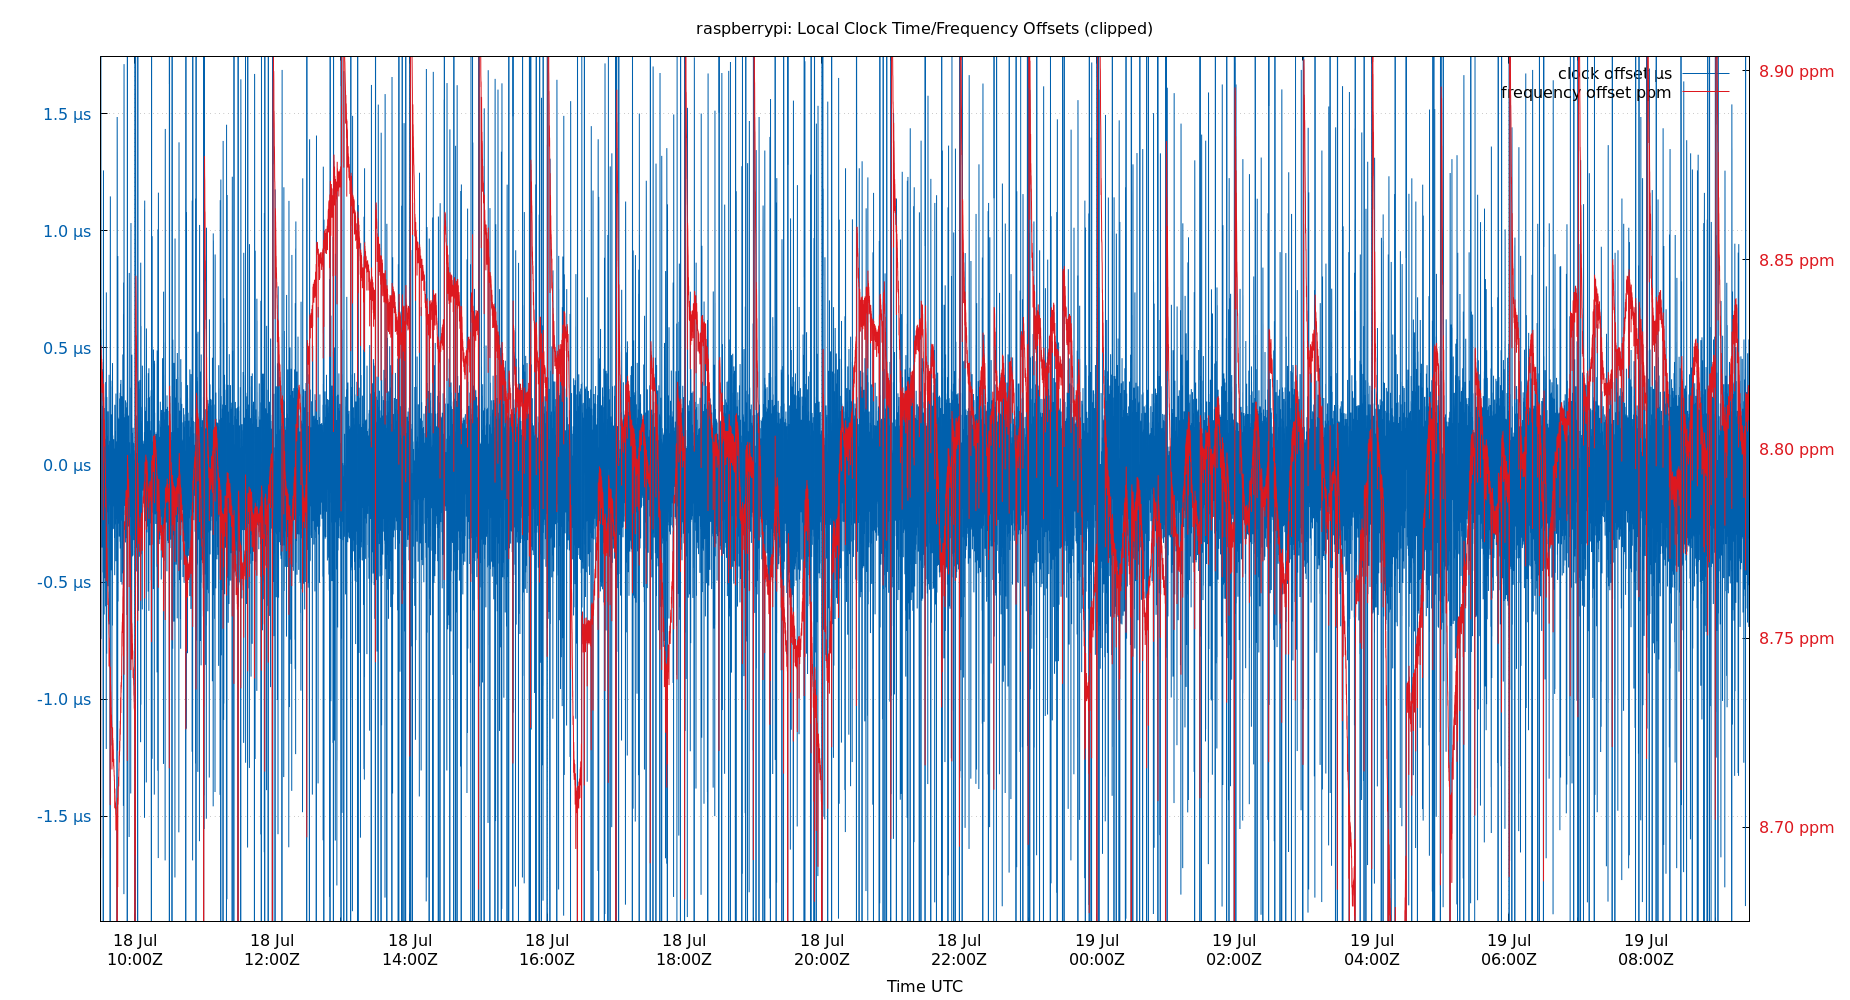 raspberrypi: Local Clock Time/Frequency Offsets (clipped)
clock offset µs
frequency offset ppm
1.5 µs
1.0 µs
0.5 µs
0.0 µs
-0.5 µs
-1.0 µs
-1.5 µs
8.90 ppm
8.85 ppm
8.80 ppm
8.75 ppm
8.70 ppm
18 Jul
10:00Z
18 Jul
12:00Z
18 Jul
14:00Z
18 Jul
16:00Z
18 Jul
18:00Z
18 Jul
20:00Z
18 Jul
22:00Z
19 Jul
00:00Z
19 Jul
02:00Z
19 Jul
04:00Z
19 Jul
06:00Z
19 Jul
08:00Z
Time UTC